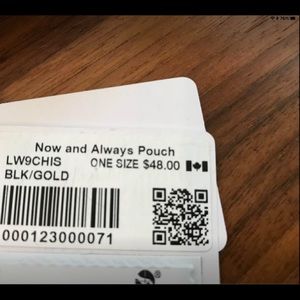 Now and Always Pouch
LW9CHIS ONE SIZE $48.00
BLK/GOLD
000123000071
®